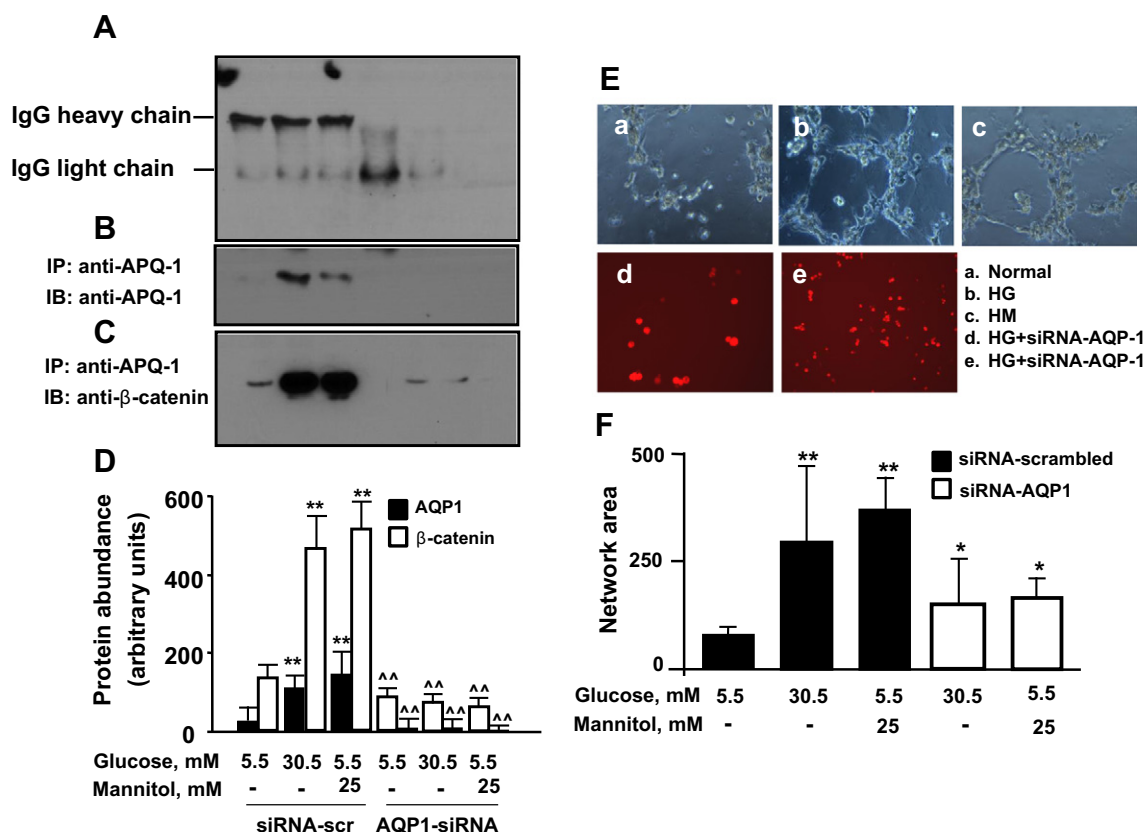 A
IgG heavy chain
IgG light chain
B
IP: anti-APQ-1
IB: anti-APQ-1
C
IP: anti-APQ-1
IB: anti-β-catenin
D
Protein abundance
(arbitrary units)
600
400
200
0
** ** ** **
^^ ^^ ^^ ^^ ^^ ^^
AQP1
β-catenin
Glucose, mM 5.5 30.5 5.5 5.5 30.5 5.5
Mannitol, mM - - 25 - - 25
siRNA-scr AQP1-siRNA
E
a
b
c
d
e
a. Normal
b. HG
c. HM
d. HG+siRNA-AQP-1
e. HG+siRNA-AQP-1
F
Network area
500
250
0
** ** * *
siRNA-scrambled
siRNA-AQP1
Glucose, mM 5.5 30.5 5.5 30.5 5.5
Mannitol, mM - - 25 - 25